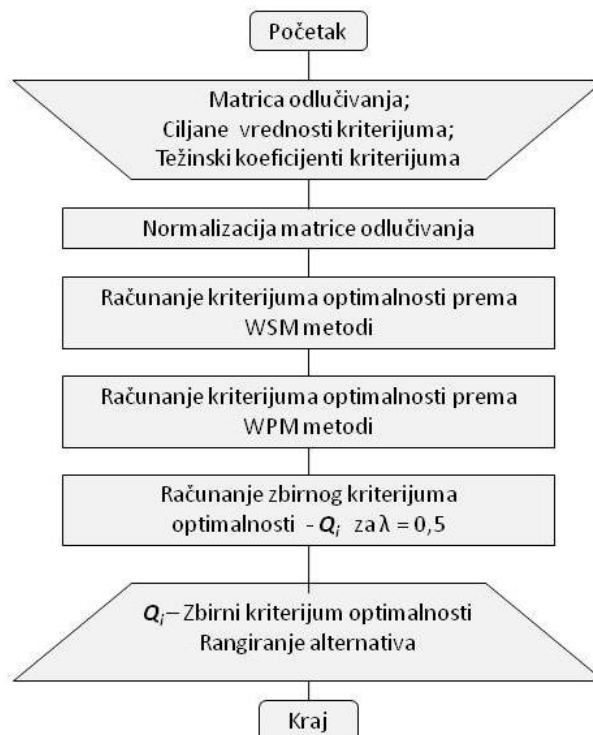 Početak
Matrica odlučivanja;
Ciljane vrednosti kriterijuma;
Težinski koeficijenti kriterijuma
Normalizacija matrice odlučivanja
Računanje kriterijuma optimalnosti prema
WSM metodi
Računanje kriterijuma optimalnosti prema
WPM metodi
Računanje zbirnog kriterijuma
optimalnosti - Qi za λ = 0,5
Qi – Zbirni kriterijum optimalnosti
Rangiranje alternativa
Kraj